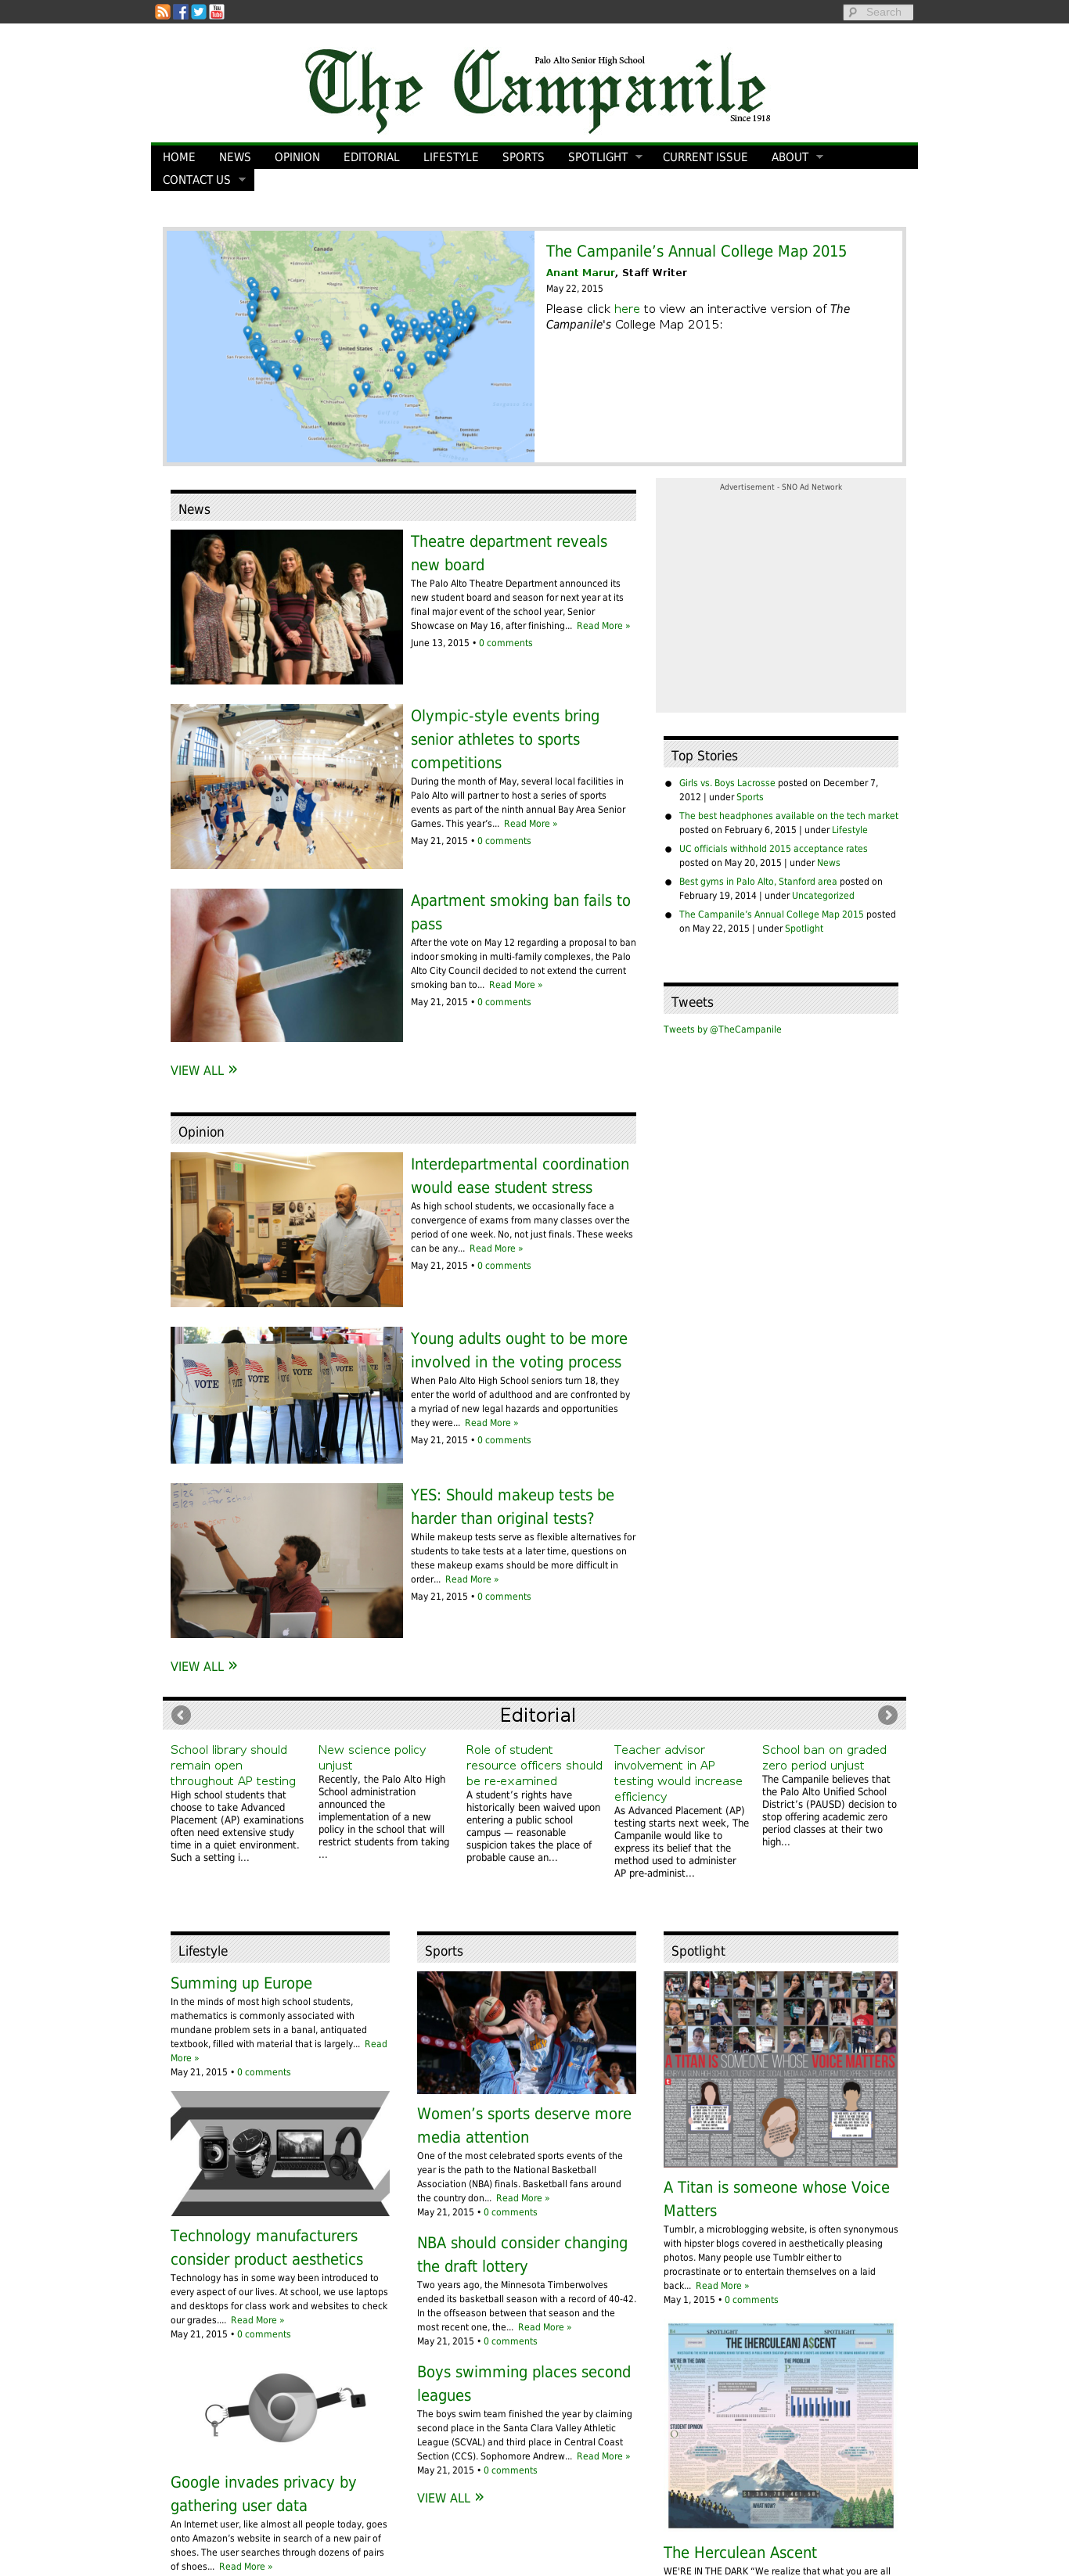 Search
Palo Alto Senior High School
The Campanile
Since 1918
HOME NEWS OPINION EDITORIAL LIFESTYLE SPORTS SPOTLIGHT CURRENT ISSUE ABOUT
CONTACT US
The Campanile’s Annual College Map 2015
Anant Marur, Staff Writer
May 22, 2015
Please click here to view an interactive version of The
Campanile's College Map 2015:
Canada
United States
Mexico
Advertisement - SNO Ad Network
News
Theatre department reveals
new board
The Palo Alto Theatre Department announced its
new student board and season for next year at its
final major event of the school year, Senior
Showcase on May 16, after finishing... Read More »
June 13, 2015 • 0 comments
Olympic-style events bring
senior athletes to sports
competitions
During the month of May, several local facilities in
Palo Alto will partner to host a series of sports
events as part of the ninth annual Bay Area Senior
Games. This year’s... Read More »
May 21, 2015 • 0 comments
Apartment smoking ban fails to
pass
After the vote on May 12 regarding a proposal to ban
indoor smoking in multi-family complexes, the Palo
Alto City Council decided to not extend the current
smoking ban to... Read More »
May 21, 2015 • 0 comments
VIEW ALL »
Top Stories
Girls vs. Boys Lacrosse posted on December 7,
2012 | under Sports
The best headphones available on the tech market
posted on February 6, 2015 | under Lifestyle
UC officials withhold 2015 acceptance rates
posted on May 20, 2015 | under News
Best gyms in Palo Alto, Stanford area posted on
February 19, 2014 | under Uncategorized
The Campanile’s Annual College Map 2015 posted
on May 22, 2015 | under Spotlight
Tweets
Tweets by @TheCampanile
Opinion
Interdepartmental coordination
would ease student stress
As high school students, we occasionally face a
convergence of exams from many classes over the
period of one week. No, not just finals. These weeks
can be any... Read More »
May 21, 2015 • 0 comments
VOTE VOTE VOTE VOTE VOTE
Young adults ought to be more
involved in the voting process
When Palo Alto High School seniors turn 18, they
enter the world of adulthood and are confronted by
a myriad of new legal hazards and opportunities
they were... Read More »
May 21, 2015 • 0 comments
YES: Should makeup tests be
harder than original tests?
While makeup tests serve as flexible alternatives for
students to take tests at a later time, questions on
these makeup exams should be more difficult in
order... Read More »
May 21, 2015 • 0 comments
VIEW ALL »
Editorial
School library should
remain open
throughout AP testing
High school students that
choose to take Advanced
Placement (AP) examinations
often need extensive study
time in a quiet environment.
Such a setting i…
New science policy
unjust
Recently, the Palo Alto High
School administration
announced the
implementation of a new
policy in the school that will
restrict students from taking
…
Role of student
resource officers should
be re-examined
A student’s rights have
historically been waived upon
entering a public school
campus — reasonable
suspicion takes the place of
probable cause an…
Teacher advisor
involvement in AP
testing would increase
efficiency
As Advanced Placement (AP)
testing starts next week, The
Campanile would like to
express its belief that the
method used to administer
AP pre-administ…
School ban on graded
zero period unjust
The Campanile believes that
the Palo Alto Unified School
District’s (PAUSD) decision to
stop offering academic zero
period classes at their two
high…
Lifestyle
Summing up Europe
In the minds of most high school students,
mathematics is commonly associated with
mundane problem sets in a banal, antiquated
textbook, filled with material that is largely... Read
More »
May 21, 2015 • 0 comments
Technology manufacturers
consider product aesthetics
Technology has in some way been introduced to
every aspect of our lives. At school, we use laptops
and desktops for class work and websites to check
our grades.... Read More »
May 21, 2015 • 0 comments
Google invades privacy by
gathering user data
An Internet user, like almost all people today, goes
onto Amazon’s website in search of a new pair of
shoes. The user searches through dozens of pairs
of shoes... Read More »
Sports
Women’s sports deserve more
media attention
One of the most celebrated sports events of the
year is the path to the National Basketball
Association (NBA) finals. Basketball fans around
the country don... Read More »
May 21, 2015 • 0 comments
NBA should consider changing
the draft lottery
Two years ago, the Minnesota Timberwolves
ended its basketball season with a record of 40-42.
In the offseason between that season and the
most recent one, the... Read More »
May 21, 2015 • 0 comments
Boys swimming places second
leagues
The boys swim team finished the year by claiming
second place in the Santa Clara Valley Athletic
League (SCVAL) and third place in Central Coast
Section (CCS). Sophomore Andrew... Read More »
May 21, 2015 • 0 comments
VIEW ALL »
Spotlight
A TITAN IS SOMEONE WHOSE VOICE MATTERS
A Titan is someone whose Voice
Matters
Tumblr, a microblogging website, is often synonymous
with hipster blogs covered in aesthetically pleasing
photos. Many people use Tumblr either to
procrastinate or to entertain themselves on a laid
back... Read More »
May 1, 2015 • 0 comments
SPOTLIGHT SPOTLIGHT
THE [HERCULEAN] A$CENT
WE'RE IN THE DARK
THE PROBLEM
STUDENT OPINION
WHAT NOW?
The Herculean Ascent
WE’RE IN THE DARK “We realize that what you are all